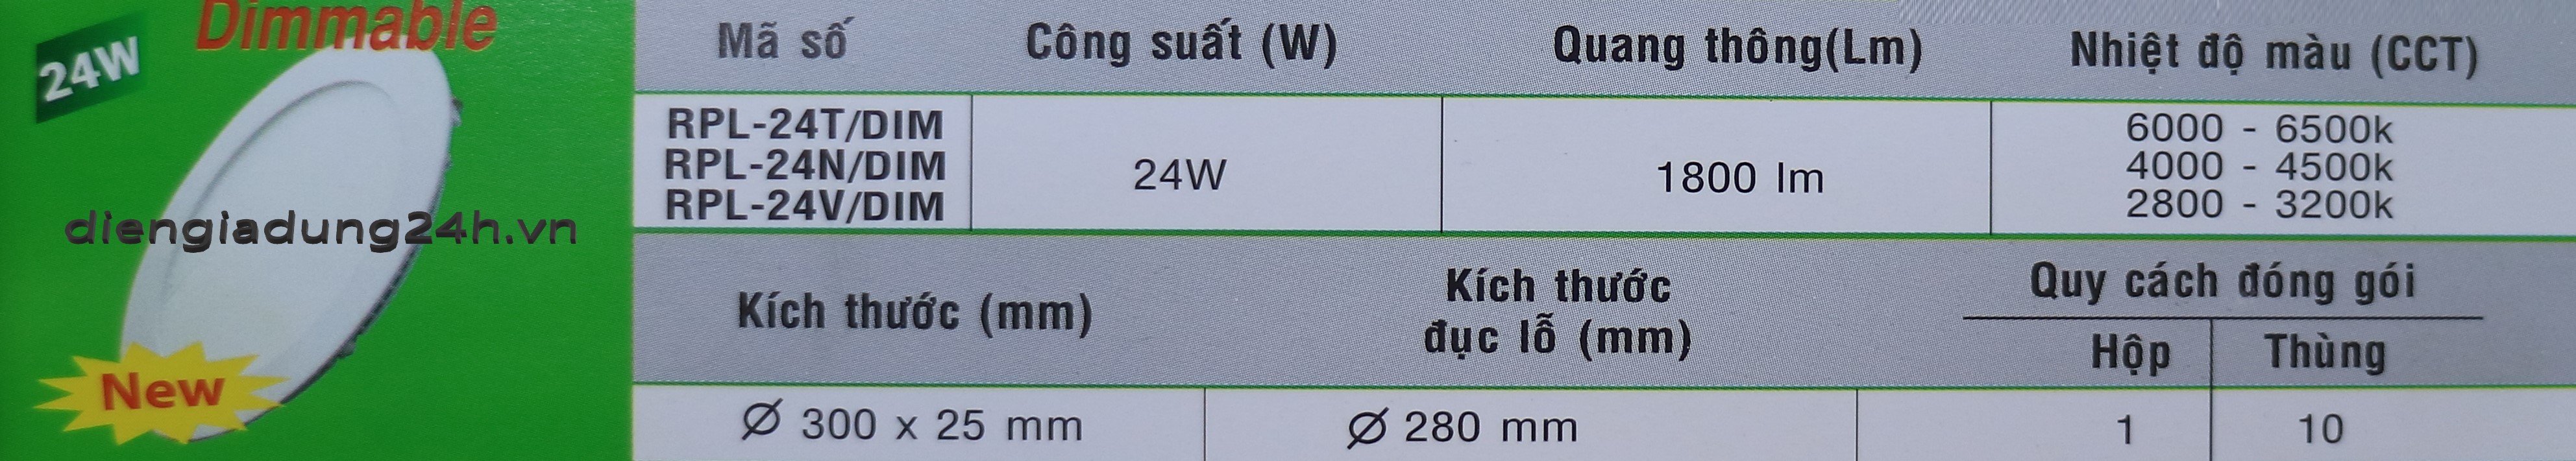 24W
Dimmable
diengiadung24h.vn
New
Mã số Công suất (W) Quang thông(Lm) Nhiệt độ màu (CCT)
RPL-24T/DIM 6000 - 6500k
RPL-24N/DIM 24W 1800 lm 4000 - 4500k
RPL-24V/DIM 2800 - 3200k
Kích thước (mm) Kích thước đục lỗ (mm) Quy cách đóng gói
Hộp Thùng
Ø 300 x 25 mm Ø 280 mm 1 10